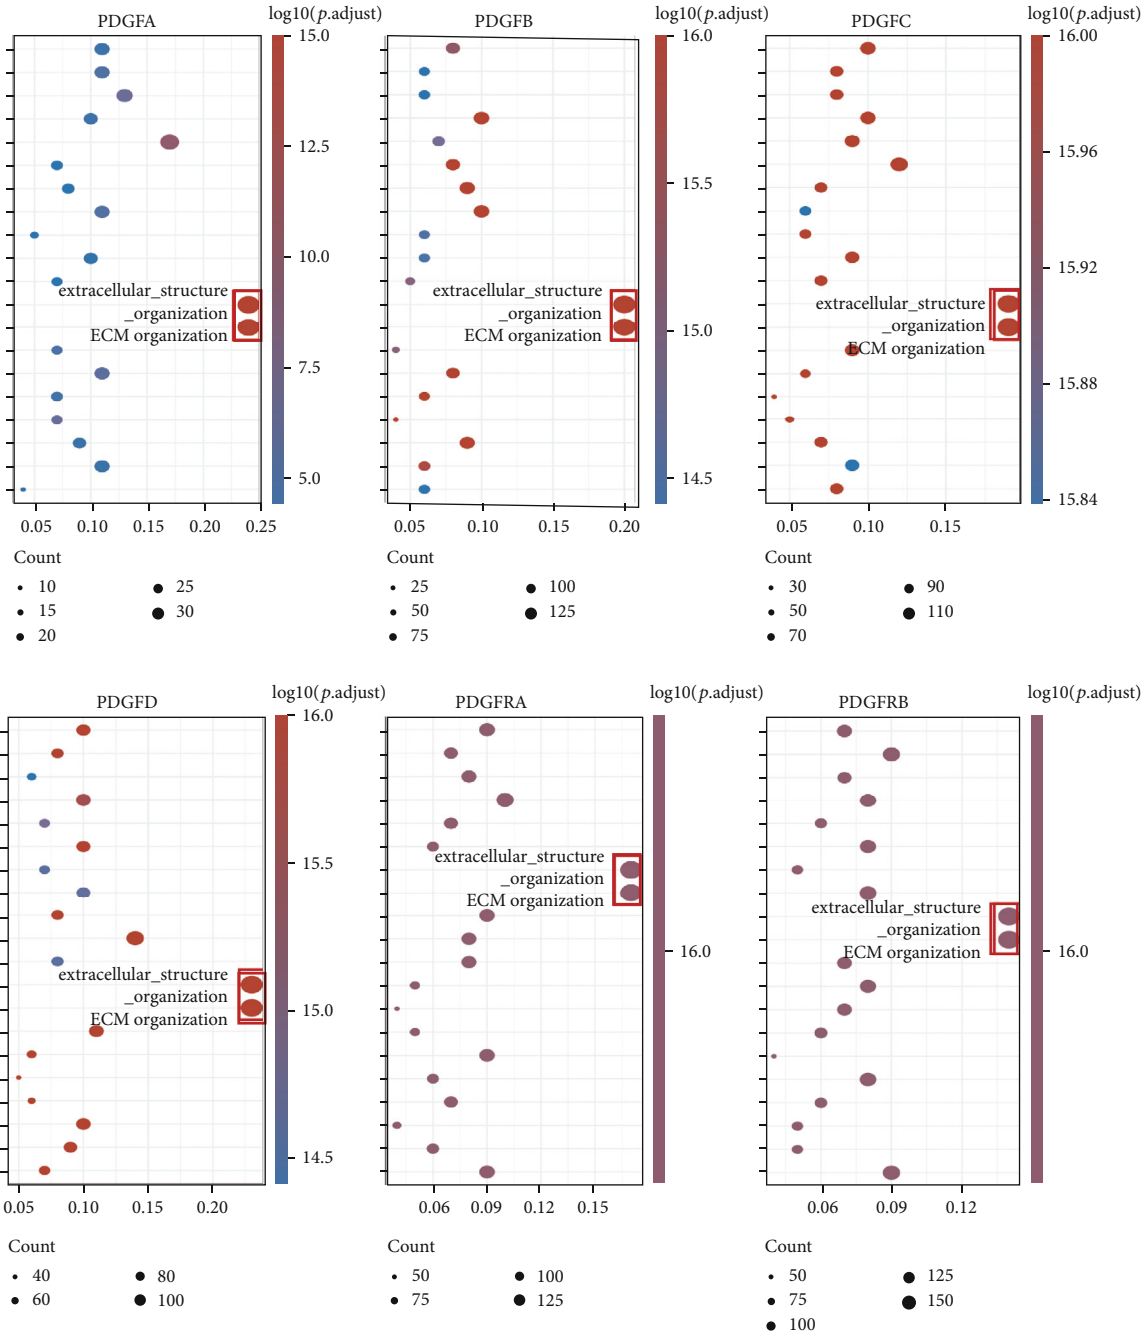 PDGFA
log10(p.adjust)
15.0
12.5
10.0
7.5
5.0
extracellular_structure
_organization
ECM organization
0.05 0.10 0.15 0.20 0.25
Count
10 25
15 30
20
PDGFB
log10(p.adjust)
16.0
15.5
15.0
14.5
extracellular_structure
_organization
ECM organization
0.05 0.10 0.15 0.20
Count
25 100
50 125
75
PDGFC
log10(p.adjust)
16.00
15.96
15.92
15.88
15.84
extracellular_structure
_organization
ECM organization
0.05 0.10 0.15
Count
30 90
50 110
70
PDGFD
log10(p.adjust)
16.0
15.5
15.0
14.5
extracellular_structure
_organization
ECM organization
0.05 0.10 0.15 0.20
Count
40 80
60 100
PDGFRA
log10(p.adjust)
16.0
extracellular_structure
_organization
ECM organization
0.06 0.09 0.12 0.15
Count
50 100
75 125
PDGFRB
log10(p.adjust)
16.0
extracellular_structure
_organization
ECM organization
0.06 0.09 0.12
Count
50 125
75 150
100